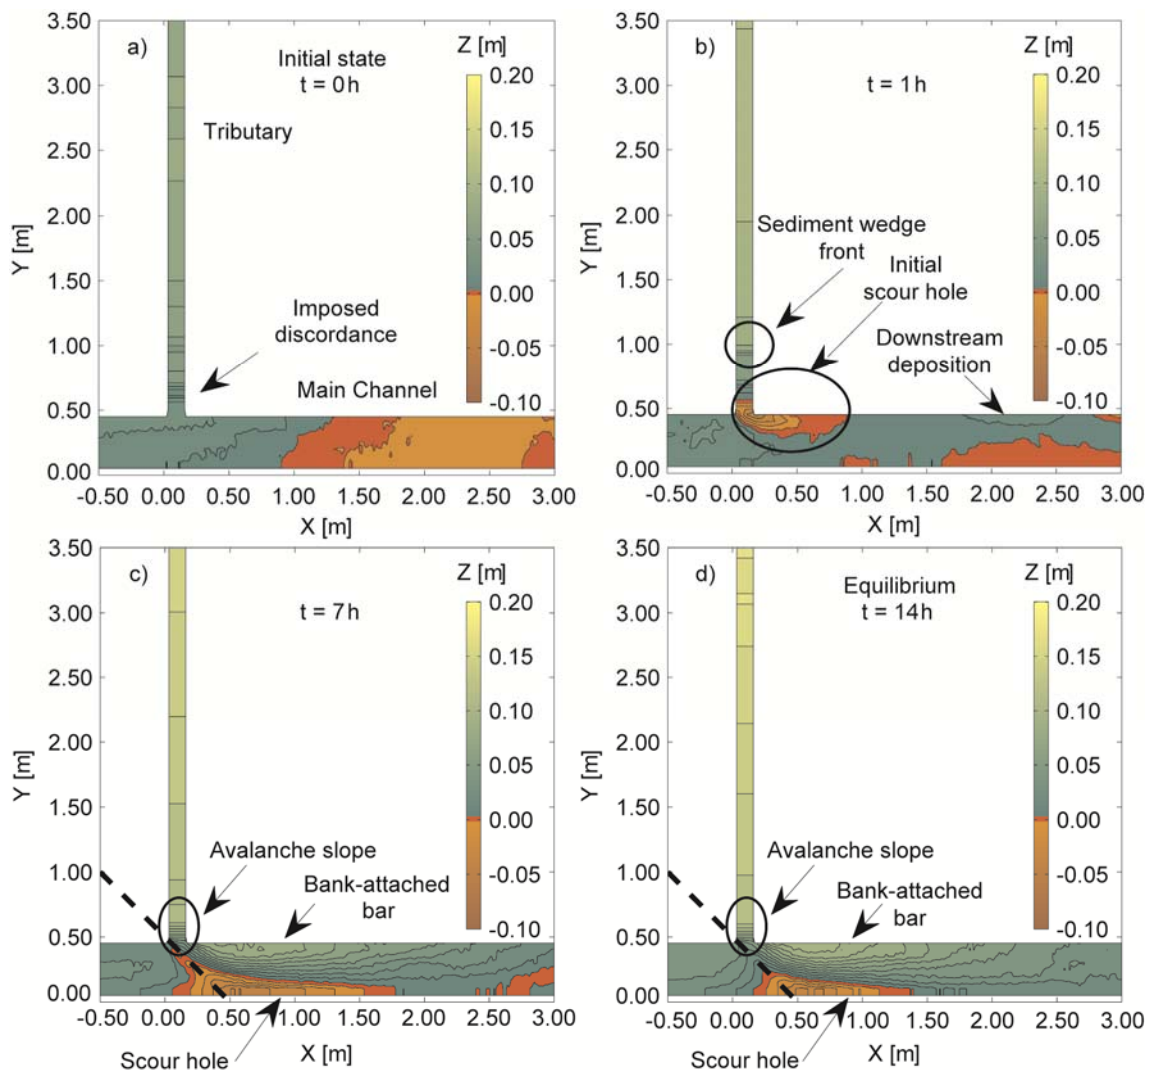 a)
Initial state
t = 0h
Z [m]
0.20
0.15
0.10
0.05
0.00
-0.05
-0.10
Tributary
Imposed
discordance
Main Channel
Y [m]
3.50
3.00
2.50
2.00
1.50
1.00
0.50
0.00
-0.50 0.00 0.50 1.00 1.50 2.00 2.50 3.00
X [m]
b)
t = 1h
Z [m]
0.20
0.15
0.10
0.05
0.00
-0.05
-0.10
Sediment wedge
front
Initial
scour hole
Downstream
deposition
Y [m]
3.50
3.00
2.50
2.00
1.50
1.00
0.50
0.00
-0.50 0.00 0.50 1.00 1.50 2.00 2.50 3.00
X [m]
c)
t = 7h
Z [m]
0.20
0.15
0.10
0.05
0.00
-0.05
-0.10
Avalanche slope
Bank-attached
bar
Y [m]
3.50
3.00
2.50
2.00
1.50
1.00
0.50
0.00
-0.50 0.00 0.50 1.00 1.50 2.00 2.50 3.00
X [m]
Scour hole
d)
Equilibrium
t = 14h
Z [m]
0.20
0.15
0.10
0.05
0.00
-0.05
-0.10
Avalanche slope
Bank-attached
bar
Y [m]
3.50
3.00
2.50
2.00
1.50
1.00
0.50
0.00
-0.50 0.00 0.50 1.00 1.50 2.00 2.50 3.00
X [m]
Scour hole